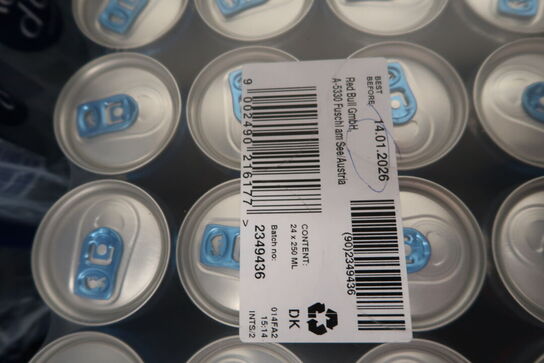 BEST
BEFORE:
14.01.2026
Red Bull GmbH,
A-5330 Fuschl am See/Austria
(90)2349436
9 002490 216177 >
CONTENT:
24 x 250 ML
Batch no:
2349436
DK
014FA2
15:14
INTS/2